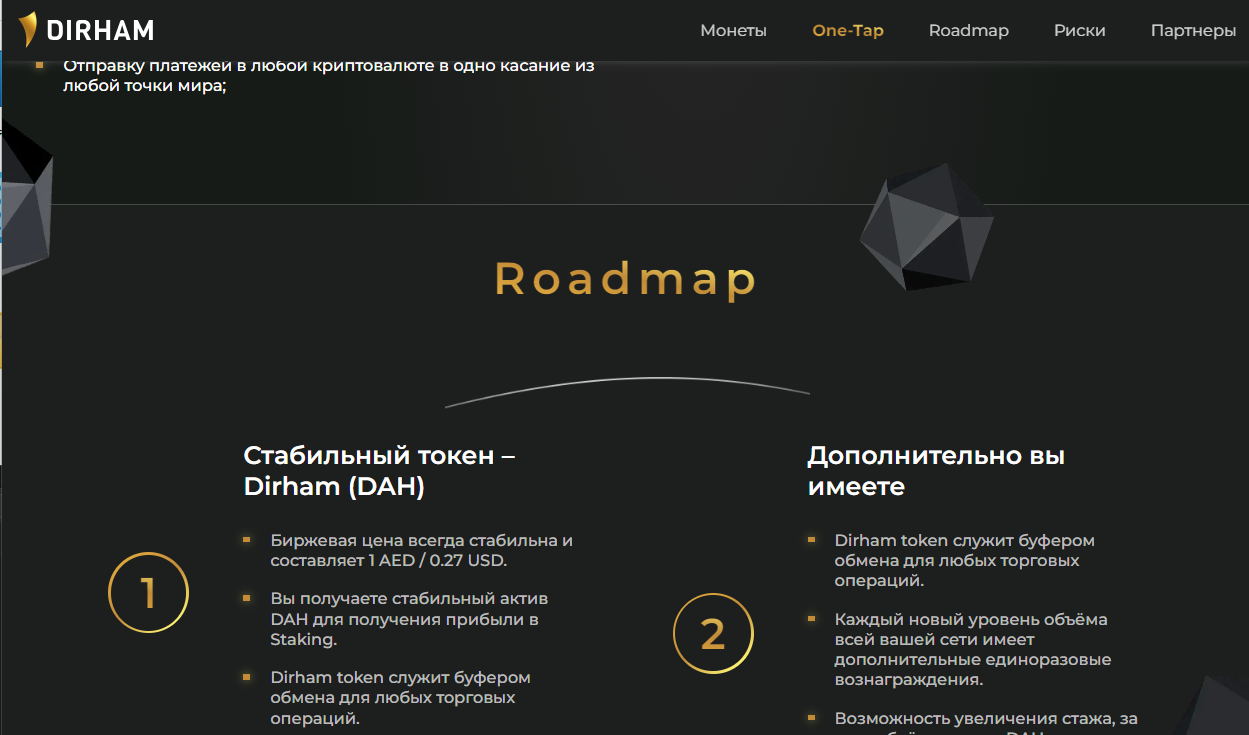 DIRHAM
Монеты One-Tap Roadmap Риски Партнеры
Отправку платежей в любой криптовалюте в одно касание из
любой точки мира;
Roadmap
Стабильный токен –
Dirham (DAH)
1
Биржевая цена всегда стабильна и
составляет 1 AED / 0.27 USD.
Вы получаете стабильный актив
DAH для получения прибыли в
Staking.
Dirham token служит буфером
обмена для любых торговых
операций.
Дополнительно вы
имеете
2
Dirham token служит буфером
обмена для любых торговых
операций.
Каждый новый уровень объёма
всей вашей сети имеет
дополнительные единоразовые
вознаграждения.
Возможность увеличения стажа, за